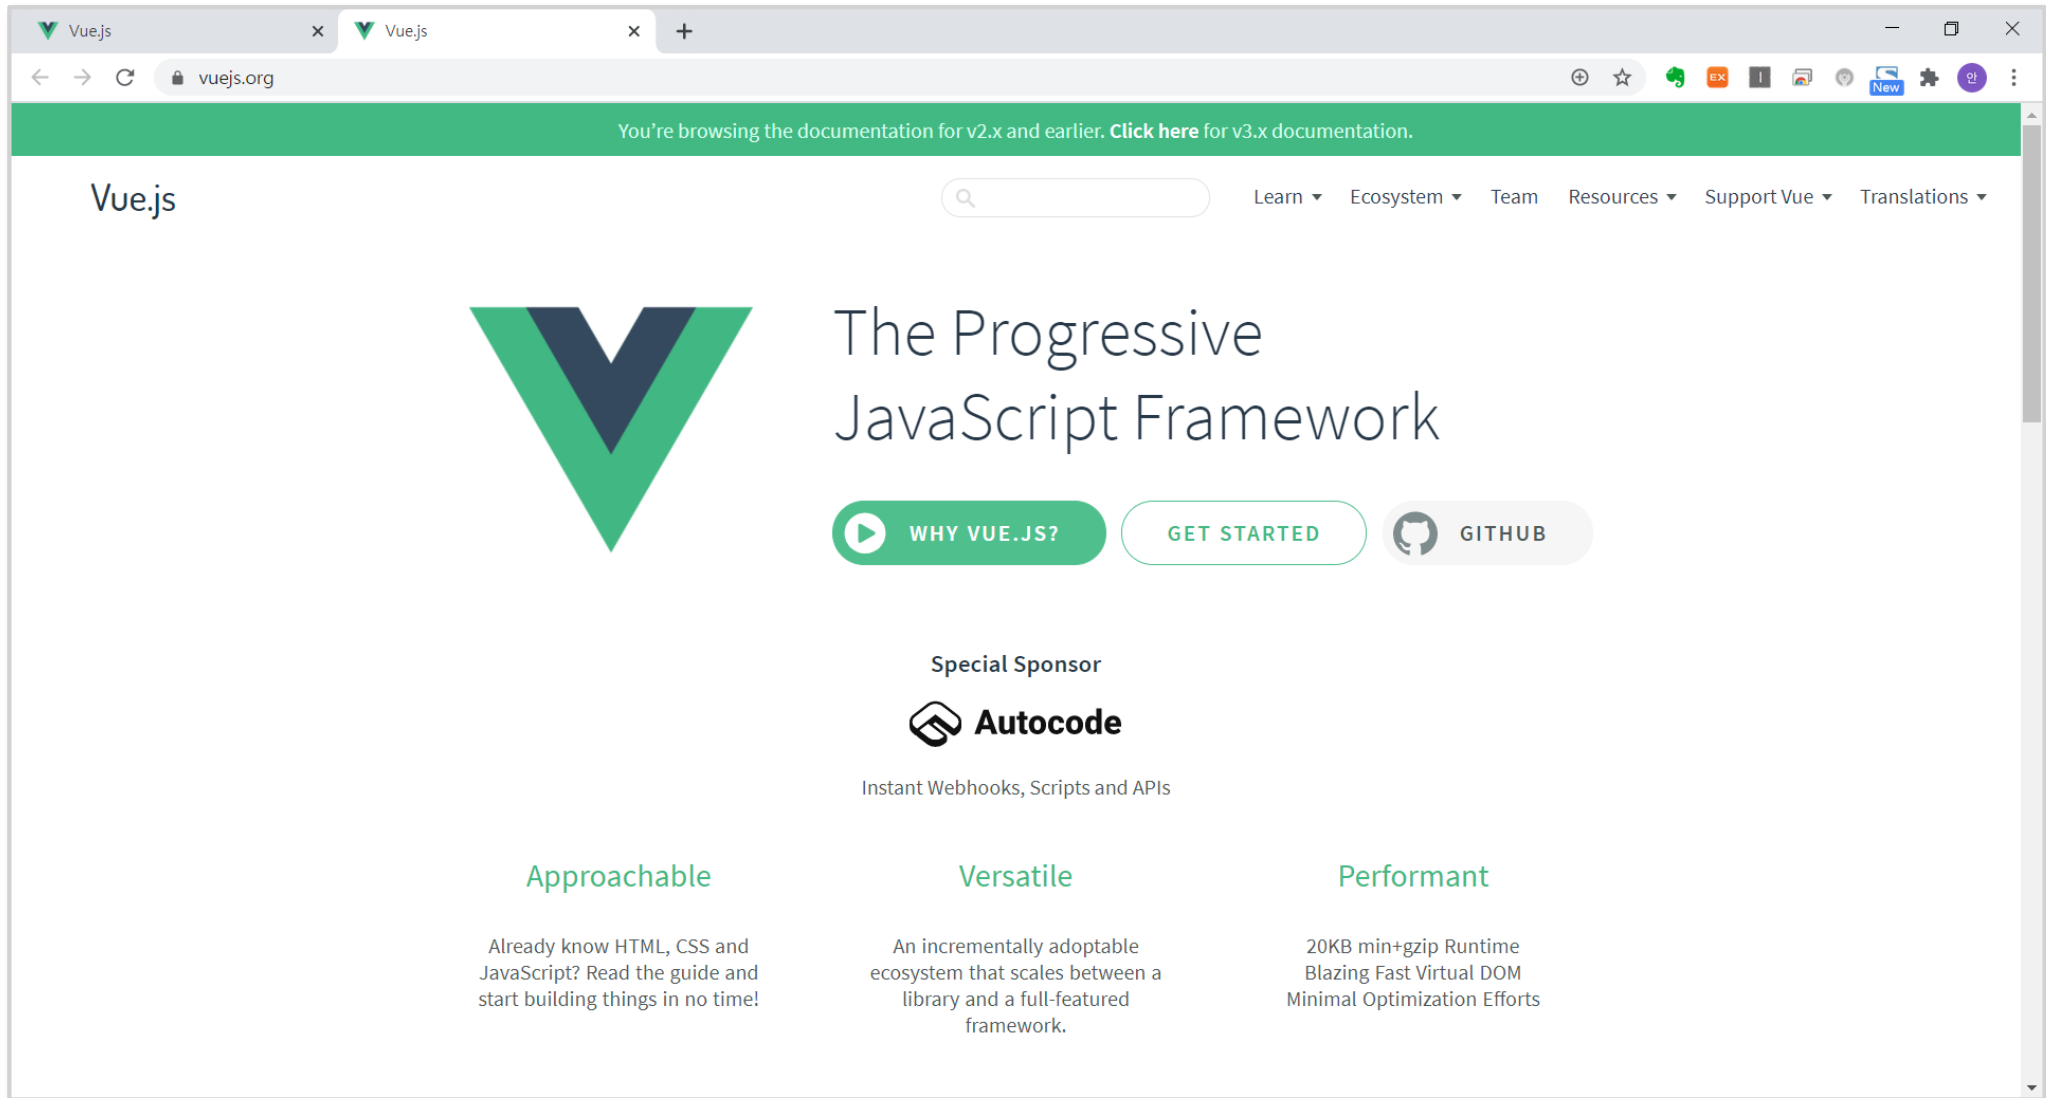 Vue.js
Vue.js
vuejs.org
EX
New
안
You're browsing the documentation for v2.x and earlier. Click here for v3.x documentation.
Vue.js
Learn
Ecosystem
Team
Resources
Support Vue
Translations
The Progressive
JavaScript Framework
WHY VUE.JS?
GET STARTED
GITHUB
Special Sponsor
Autocode
Instant Webhooks, Scripts and APIs
Approachable
Already know HTML, CSS and
JavaScript? Read the guide and
start building things in no time!
Versatile
An incrementally adoptable
ecosystem that scales between a
library and a full-featured
framework.
Performant
20KB min+gzip Runtime
Blazing Fast Virtual DOM
Minimal Optimization Efforts